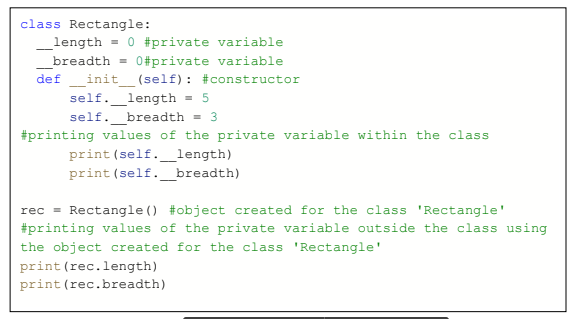 class Rectangle:
  __length = 0 #private variable
  __breadth = 0#private variable
  def __init__(self): #constructor
      self.__length = 5
      self.__breadth = 3
#printing values of the private variable within the class
      print(self.__length)
      print(self.__breadth)

rec = Rectangle() #object created for the class 'Rectangle'
#printing values of the private variable outside the class using
the object created for the class 'Rectangle'
print(rec.length)
print(rec.breadth)